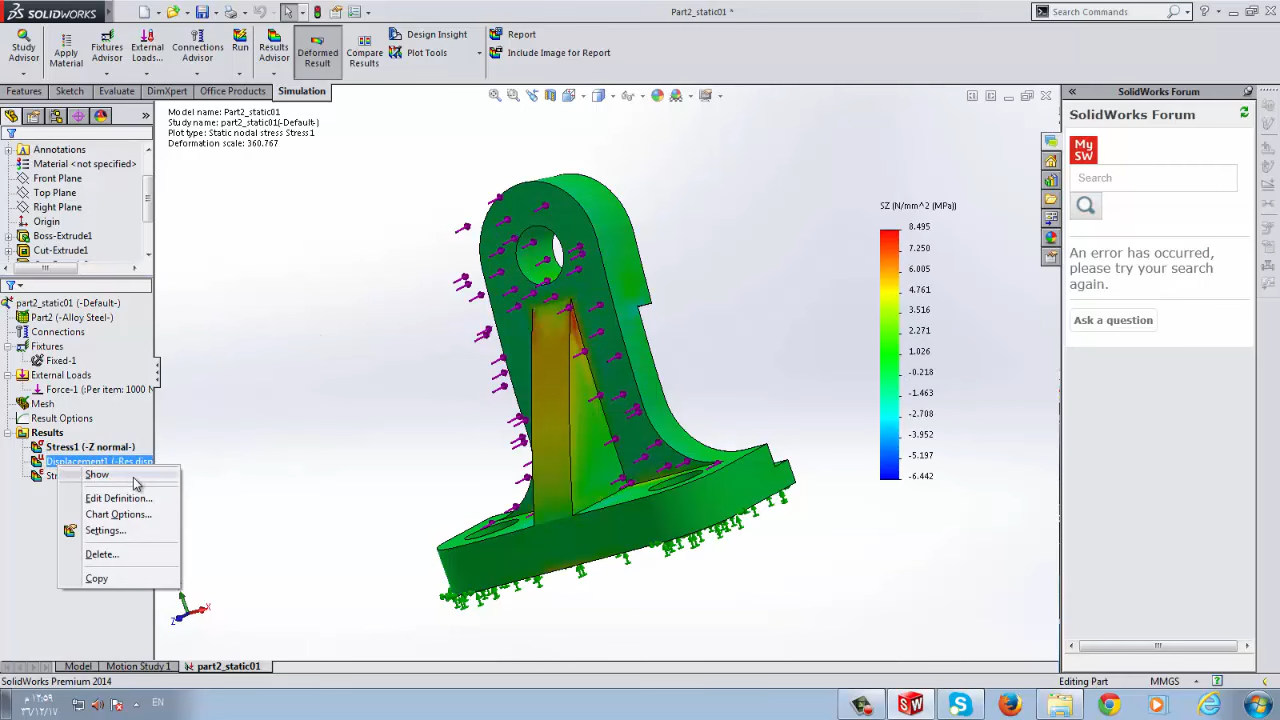 SOLIDWORKS
Part2_static01 *
Search Commands
Study Advisor
Apply Material
Fixtures Advisor
External Loads...
Connections Advisor
Run
Results Advisor
Deformed Result
Compare Results
Design Insight
Plot Tools
Report
Include Image for Report
Features
Sketch
Evaluate
DimXpert
Office Products
Simulation
SolidWorks Forum
Model name: Part2_static01
Study name: part2_static01(-Default-)
Plot type: Static nodal stress Stress1
Deformation scale: 360.767
SolidWorks Forum
My SW
Search
An error has occurred,
please try your search
again.
Ask a question
Annotations
Material <not specified>
Front Plane
Top Plane
Right Plane
Origin
Boss-Extrude1
Cut-Extrude1
part2_static01 (-Default-)
Part2 (-Alloy Steel-)
Connections
Fixtures
Fixed-1
External Loads
Force-1 (:Per item: 1000 N
Mesh
Result Options
Results
Stress1 (-Z normal-)
Displacement1 (-Res disp
Show
Edit Definition...
Chart Options...
Settings...
Delete...
Copy
SZ (N/mm^2 (MPa))
8.495
7.250
6.005
4.761
3.516
2.271
1.026
-0.218
-1.463
-2.708
-3.952
-5.197
-6.442
Z
X
Model
Motion Study 1
part2_static01
SolidWorks Premium 2014
Editing Part
MMGS
?
۱۲:۵۹ م
۳۶/۱۲/۱۷
EN